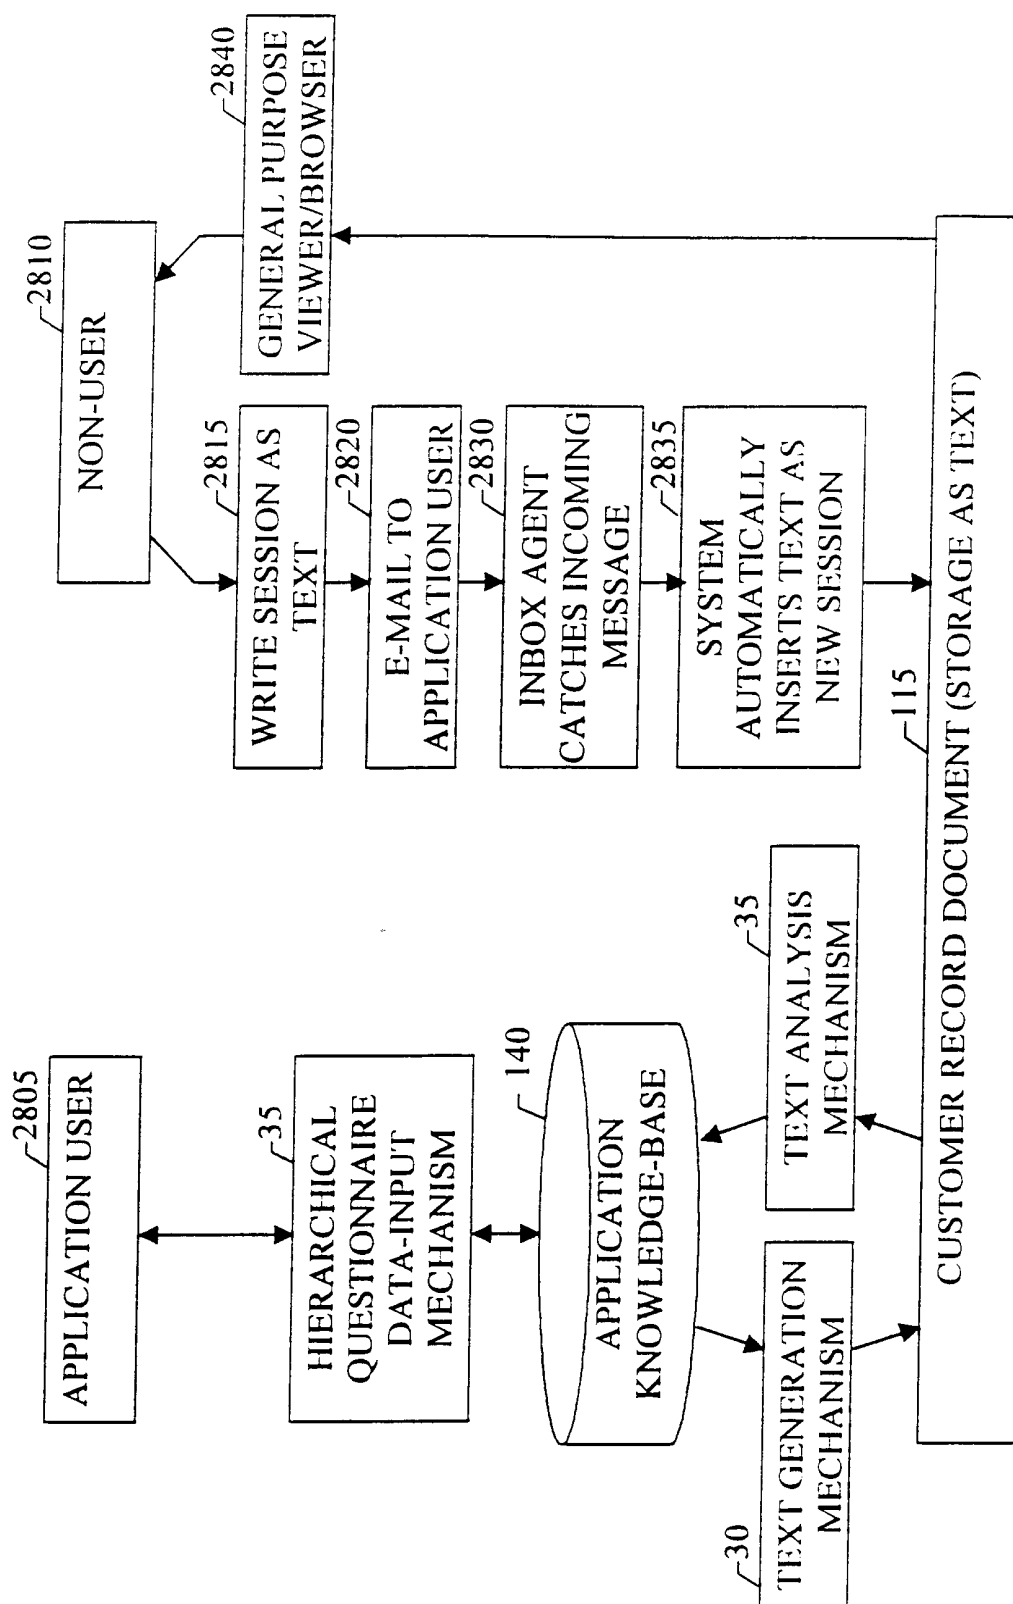 2805
APPLICATION USER
35
HIERARCHICAL
QUESTIONNAIRE
DATA-INPUT
MECHANISM
140
APPLICATION
KNOWLEDGE-BASE
30
TEXT GENERATION
MECHANISM
35
TEXT ANALYSIS
MECHANISM
2810
NON-USER
2815
WRITE SESSION AS
TEXT
2820
E-MAIL TO
APPLICATION USER
2830
INBOX AGENT
CATCHES INCOMING
MESSAGE
2835
SYSTEM
AUTOMATICALLY
INSERTS TEXT AS
NEW SESSION
2840
GENERAL PURPOSE
VIEWER/BROWSER
115
CUSTOMER RECORD DOCUMENT (STORAGE AS TEXT)